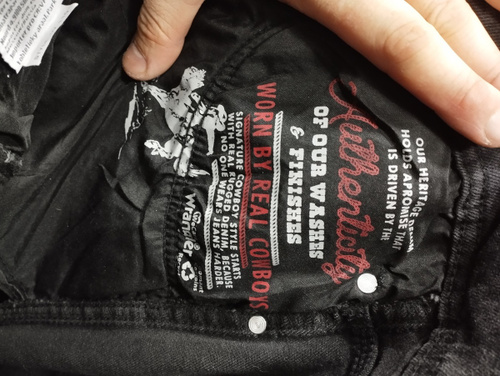 OUR HERITAGE DENIM
HOLDS A PROMISE THAT
IS DRIVEN BY THE
Authenticity
OF OUR WASHES
& FINISHES
WORN BY REAL COWBOYS
SIGNATURE COWBOY STYLE STARTS
WITH REAL RUGGED DENIM, BECAUSE
NO ONE WEARS JEANS HARDER.
Wrangler